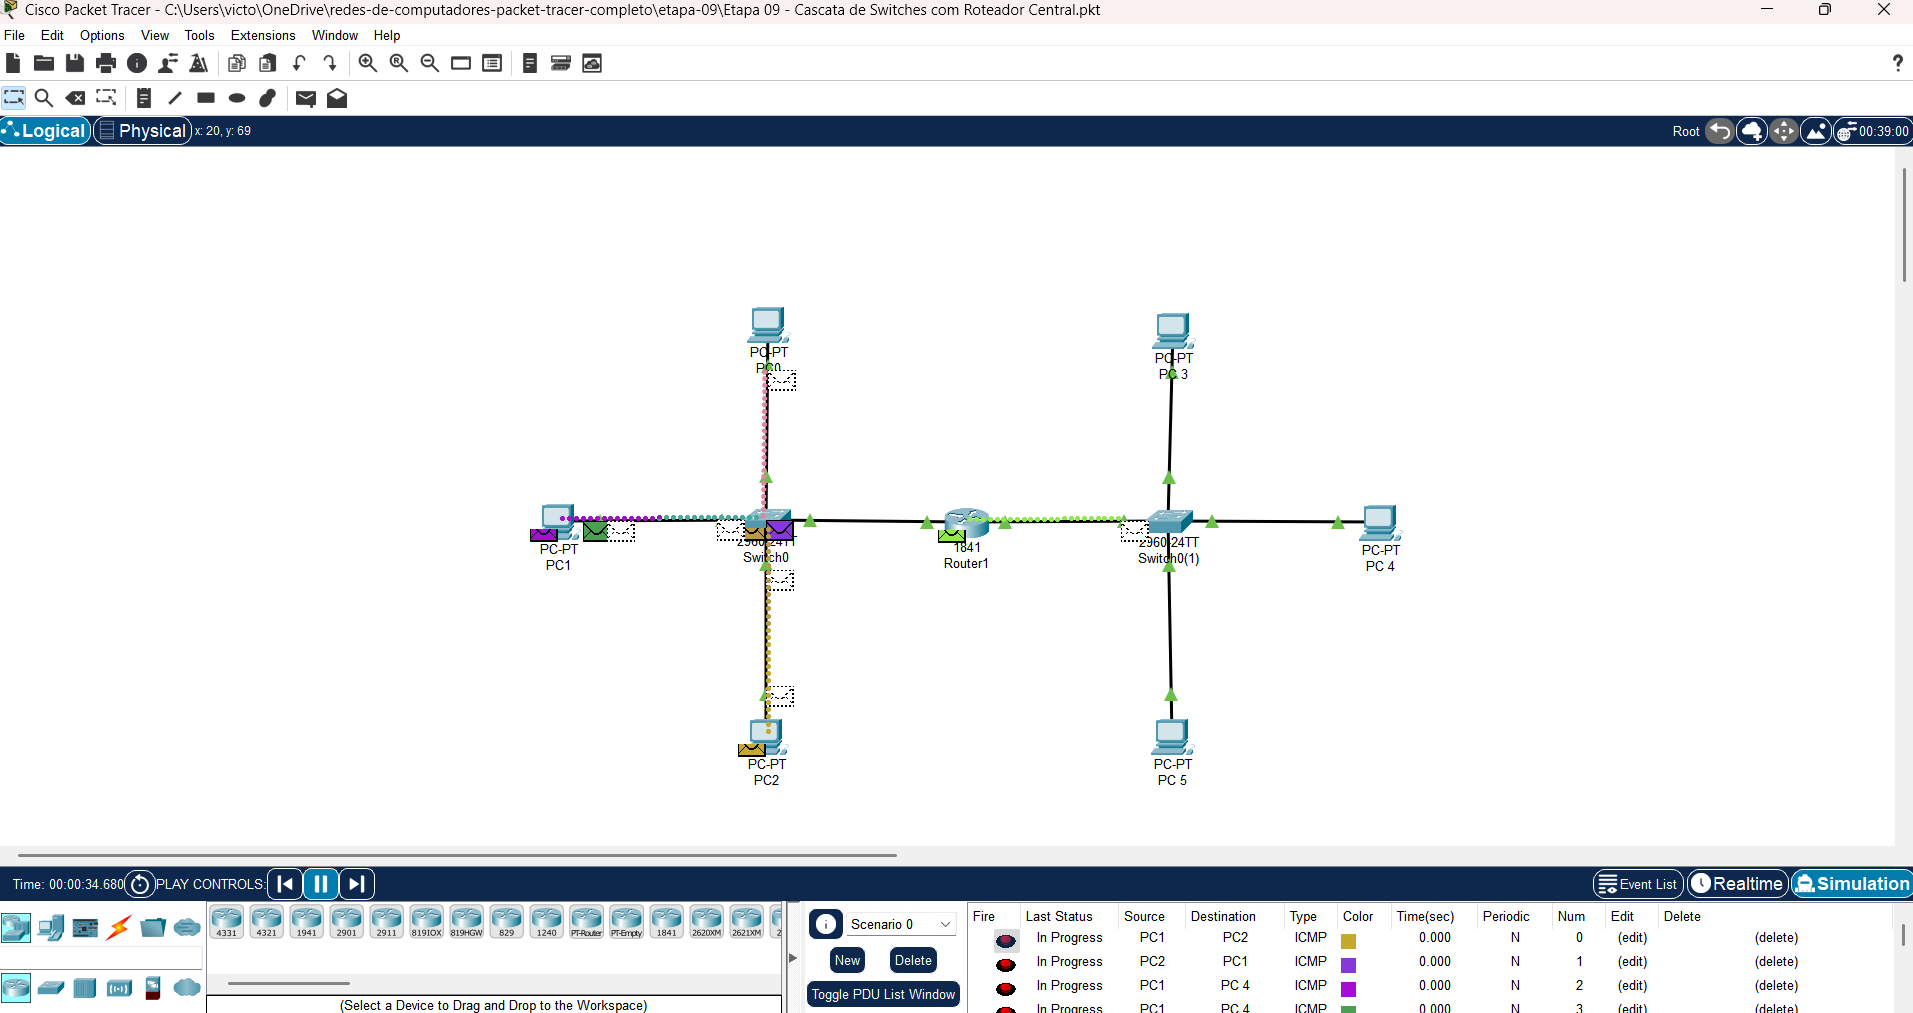 Cisco Packet Tracer - C:\Users\victo\OneDrive\redes-de-computadores-packet-tracer-completo\etapa-09\Etapa 09 - Cascata de Switches com Roteador Central.pkt
File Edit Options View Tools Extensions Window Help
Logical Physical x: 20, y: 69 Root 00:39:00
PC-PT
PC0
PC-PT
PC 3
PC-PT
PC1
2960-24TT
Switch0
1841
Router1
2960-24TT
Switch0(1)
PC-PT
PC 4
PC-PT
PC2
PC-PT
PC 5
Time: 00:00:34.680 PLAY CONTROLS: Event List Realtime Simulation
4331 4321 1941 2901 2911 819IOX 819HGW 829 1240 PT-Router PT-Empty 1841 2620XM 2621XM 2
(Select a Device to Drag and Drop to the Workspace)
Scenario 0
New Delete
Toggle PDU List Window
Fire Last Status Source Destination Type Color Time(sec) Periodic Num Edit Delete
In Progress PC1 PC2 ICMP 0.000 N 0 (edit) (delete)
In Progress PC2 PC1 ICMP 0.000 N 1 (edit) (delete)
In Progress PC1 PC 4 ICMP 0.000 N 2 (edit) (delete)
In Progress PC1 PC 4 ICMP 0.000 N 3 (edit) (delete)